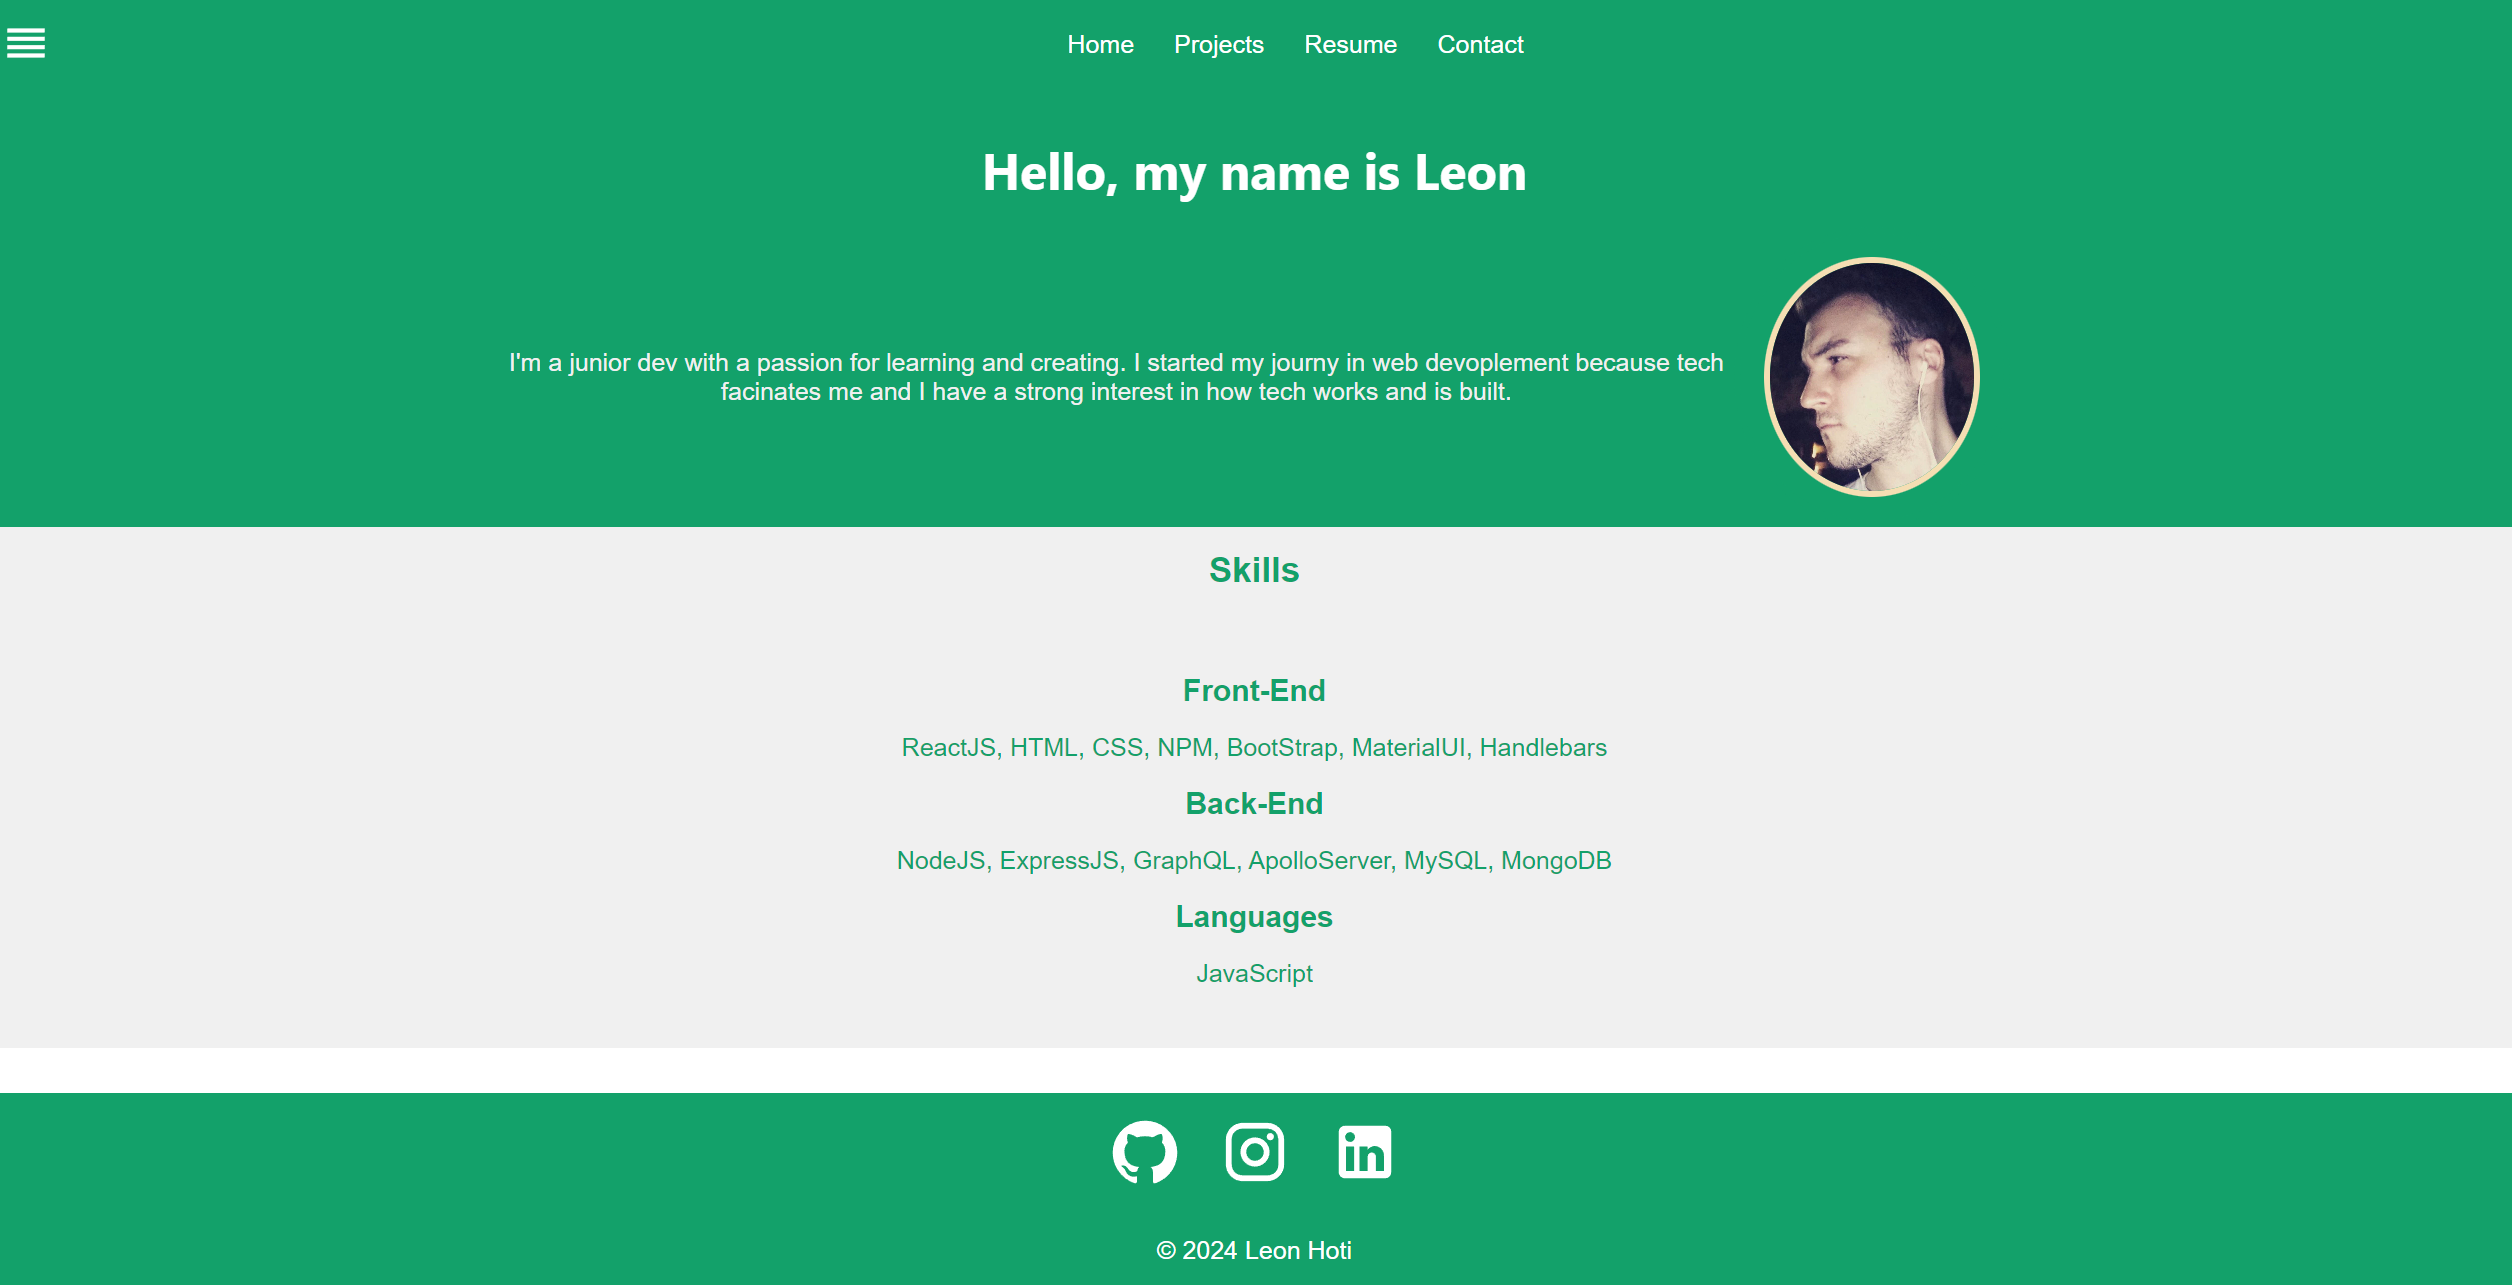 Home Projects Resume Contact
Hello, my name is Leon
I'm a junior dev with a passion for learning and creating. I started my journy in web devoplement because tech
facinates me and I have a strong interest in how tech works and is built.
Skills
Front-End
ReactJS, HTML, CSS, NPM, BootStrap, MaterialUI, Handlebars
Back-End
NodeJS, ExpressJS, GraphQL, ApolloServer, MySQL, MongoDB
Languages
JavaScript
in
© 2024 Leon Hoti